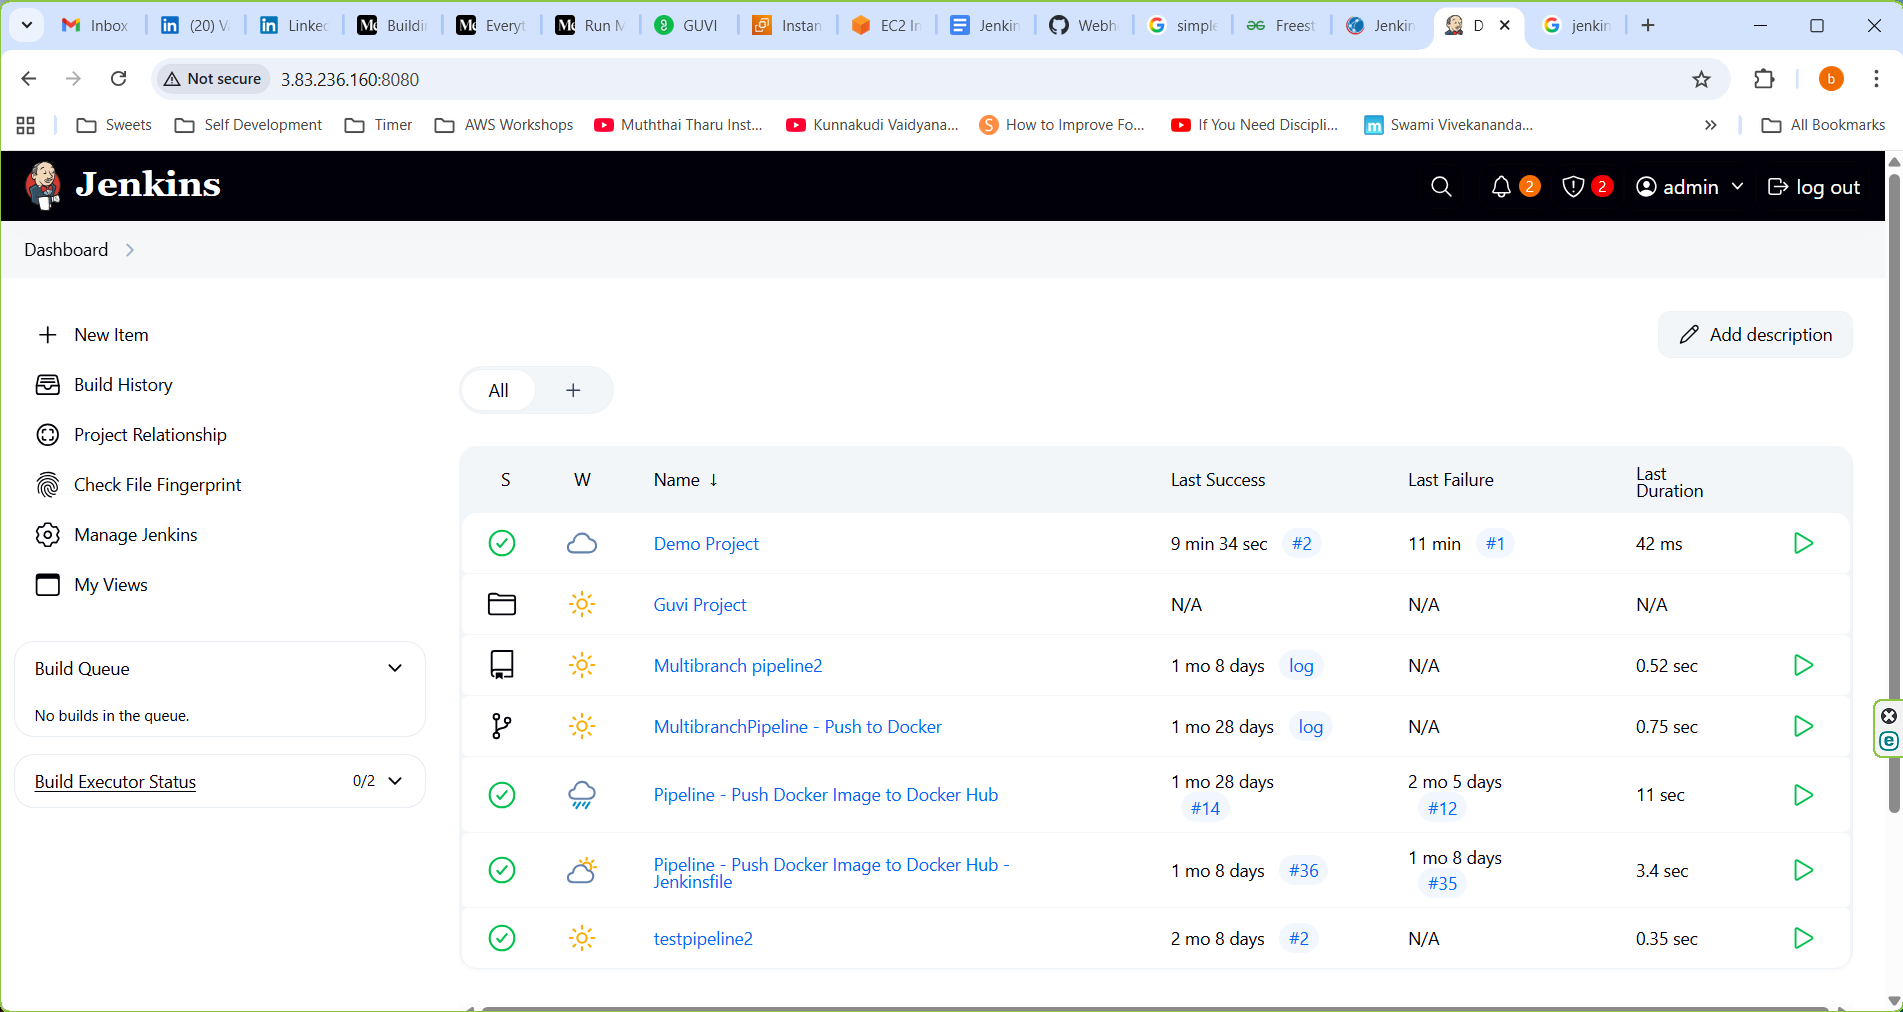 Inbox
(20) V
Linke
Buildi
Everyt
Run M
GUVI
Instan
EC2 In
Jenkin
Webh
simple
Freest
Jenkin
D
jenkin
Not secure
3.83.236.160:8080
b
Sweets
Self Development
Timer
AWS Workshops
Muththai Tharu Inst...
Kunnakudi Vaidyana...
S
How to Improve Fo...
If You Need Discipli...
m
Swami Vivekananda...
All Bookmarks
Jenkins
2
2
admin
log out
Dashboard
New Item
Add description
Build History
All
Project Relationship
Check File Fingerprint
Manage Jenkins
My Views
Build Queue
No builds in the queue.
Build Executor Status 0/2
S W Name ↓ Last Success Last Failure Last Duration
Demo Project 9 min 34 sec #2 11 min #1 42 ms
Guvi Project N/A N/A N/A
Multibranch pipeline2 1 mo 8 days log N/A 0.52 sec
MultibranchPipeline - Push to Docker 1 mo 28 days log N/A 0.75 sec
Pipeline - Push Docker Image to Docker Hub 1 mo 28 days #14 2 mo 5 days #12 11 sec
Pipeline - Push Docker Image to Docker Hub -
Jenkinsfile 1 mo 8 days #36 1 mo 8 days #35 3.4 sec
testpipeline2 2 mo 8 days #2 N/A 0.35 sec